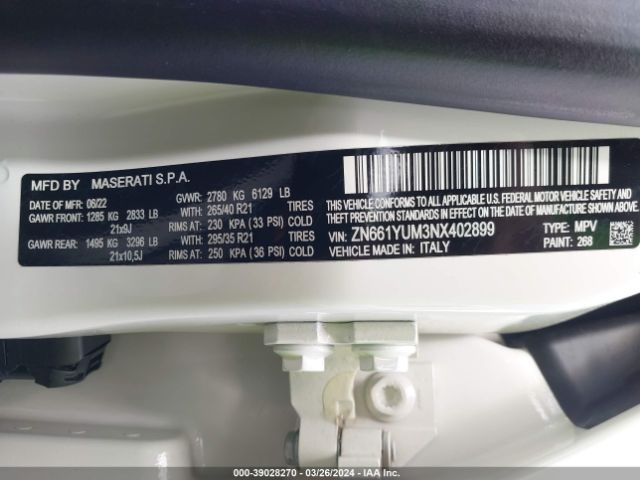 MFD BY MASERATI S.P.A.
DATE OF MFR: 06/22 GVWR: 2780 KG 6129 LB
GAWR FRONT: 1285 KG 2833 LB WITH 265/40 R21 TIRES
21x9J RIMS AT: 230 KPA (33 PSI) COLD
GAWR REAR: 1495 KG 3296 LB WITH 295/35 R21 TIRES
21x10,5J RIMS AT: 250 KPA (36 PSI) COLD
THIS VEHICLE CONFORMS TO ALL APPLICABLE U.S. FEDERAL MOTOR VEHICLE SAFETY AND
THEFT PREVENTION STANDARDS IN EFFECT ON THE DATE OF MANUFACTURE SHOWN ABOVE.
VIN: ZN661YUM3NX402899 TYPE: MPV
VEHICLE MADE IN: ITALY PAINT: 268
000-39028270 - 03/26/2024 - IAA Inc.